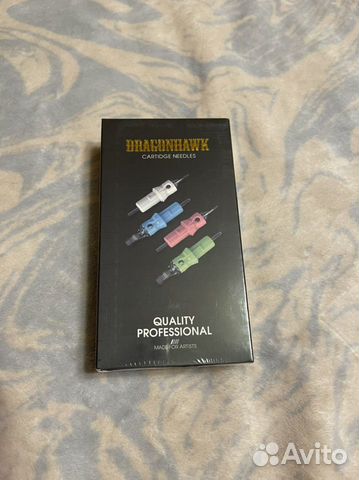 DRAGONHAWK
CARTIDGE NEEDLES
QUALITY
PROFESSIONAL
MADE FOR ARTISTS
Avito